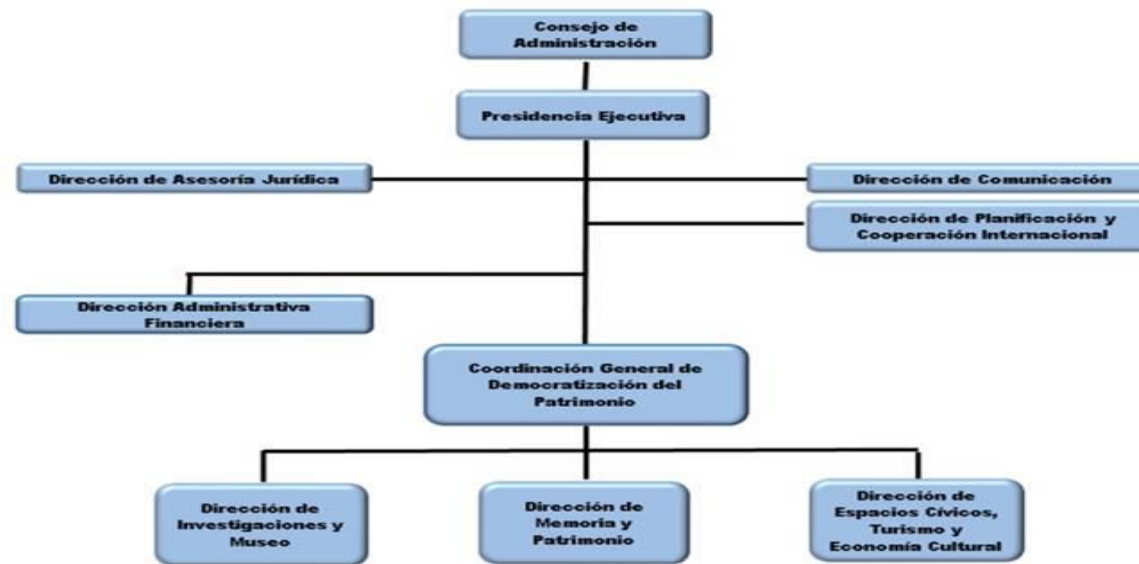 Consejo de
Administración
Presidencia Ejecutiva
Dirección de Asesoría Jurídica
Dirección de Comunicación
Dirección de Planificación y
Cooperación Internacional
Dirección Administrativa
Financiera
Coordinación General de
Democratización del
Patrimonio
Dirección de
Investigaciones y
Museo
Dirección de
Memoria y
Patrimonio
Dirección de
Espacios Cívicos,
Turismo y
Economía Cultural